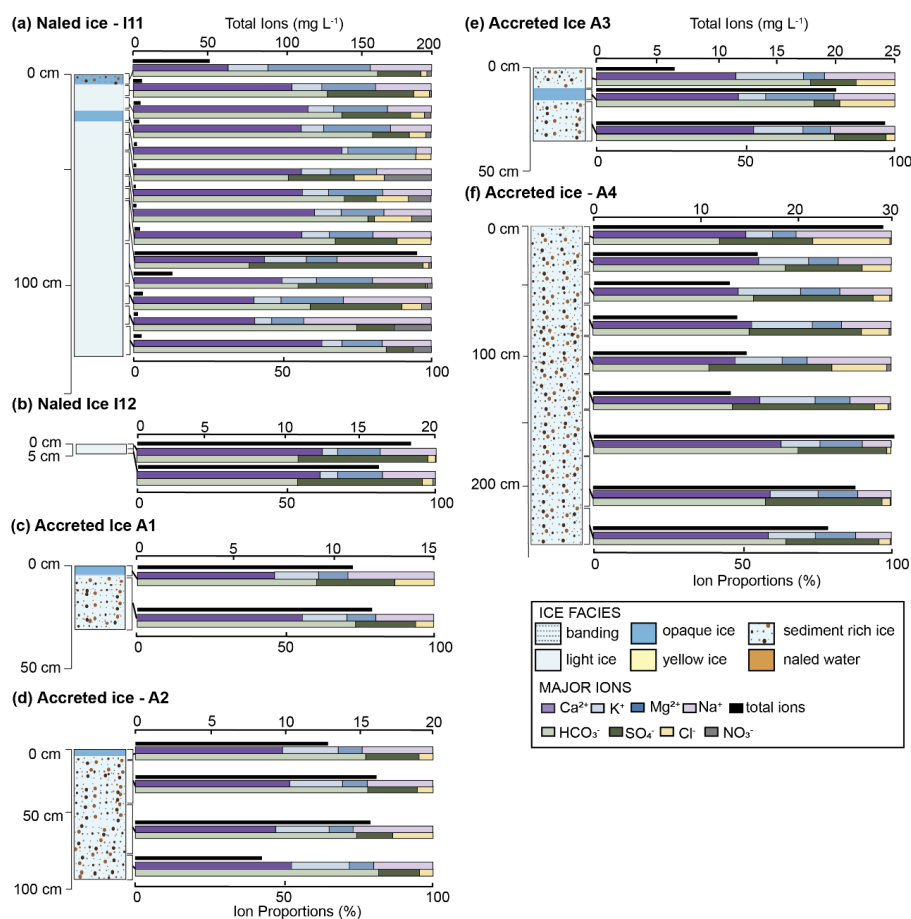 (a) Naled ice - I11
Total Ions (mg L⁻¹)
0 50 100 150 200
0 cm
100 cm
50 100
(b) Naled Ice I12
0 5 10 15 20
0 cm
5 cm
0 50 100
(c) Accreted Ice A1
0 5 10 15
0 cm
50 cm
0 50 100
(d) Accreted ice - A2
0 5 10 15 20
0 cm
50 cm
100 cm
0 50 100
Ion Proportions (%)
(e) Accreted Ice A3
Total Ions (mg L⁻¹)
0 5 10 15 20 25
0 cm
50 cm
0 50 100
(f) Accreted ice - A4
0 10 20 30
0 cm
100 cm
200 cm
0 50 100
Ion Proportions (%)
ICE FACIES
banding opaque ice sediment rich ice
light ice yellow ice naled water
MAJOR IONS
Ca²⁺ K⁺ Mg²⁺ Na⁺ total ions
HCO₃⁻ SO₄⁻ Cl⁻ NO₃⁻